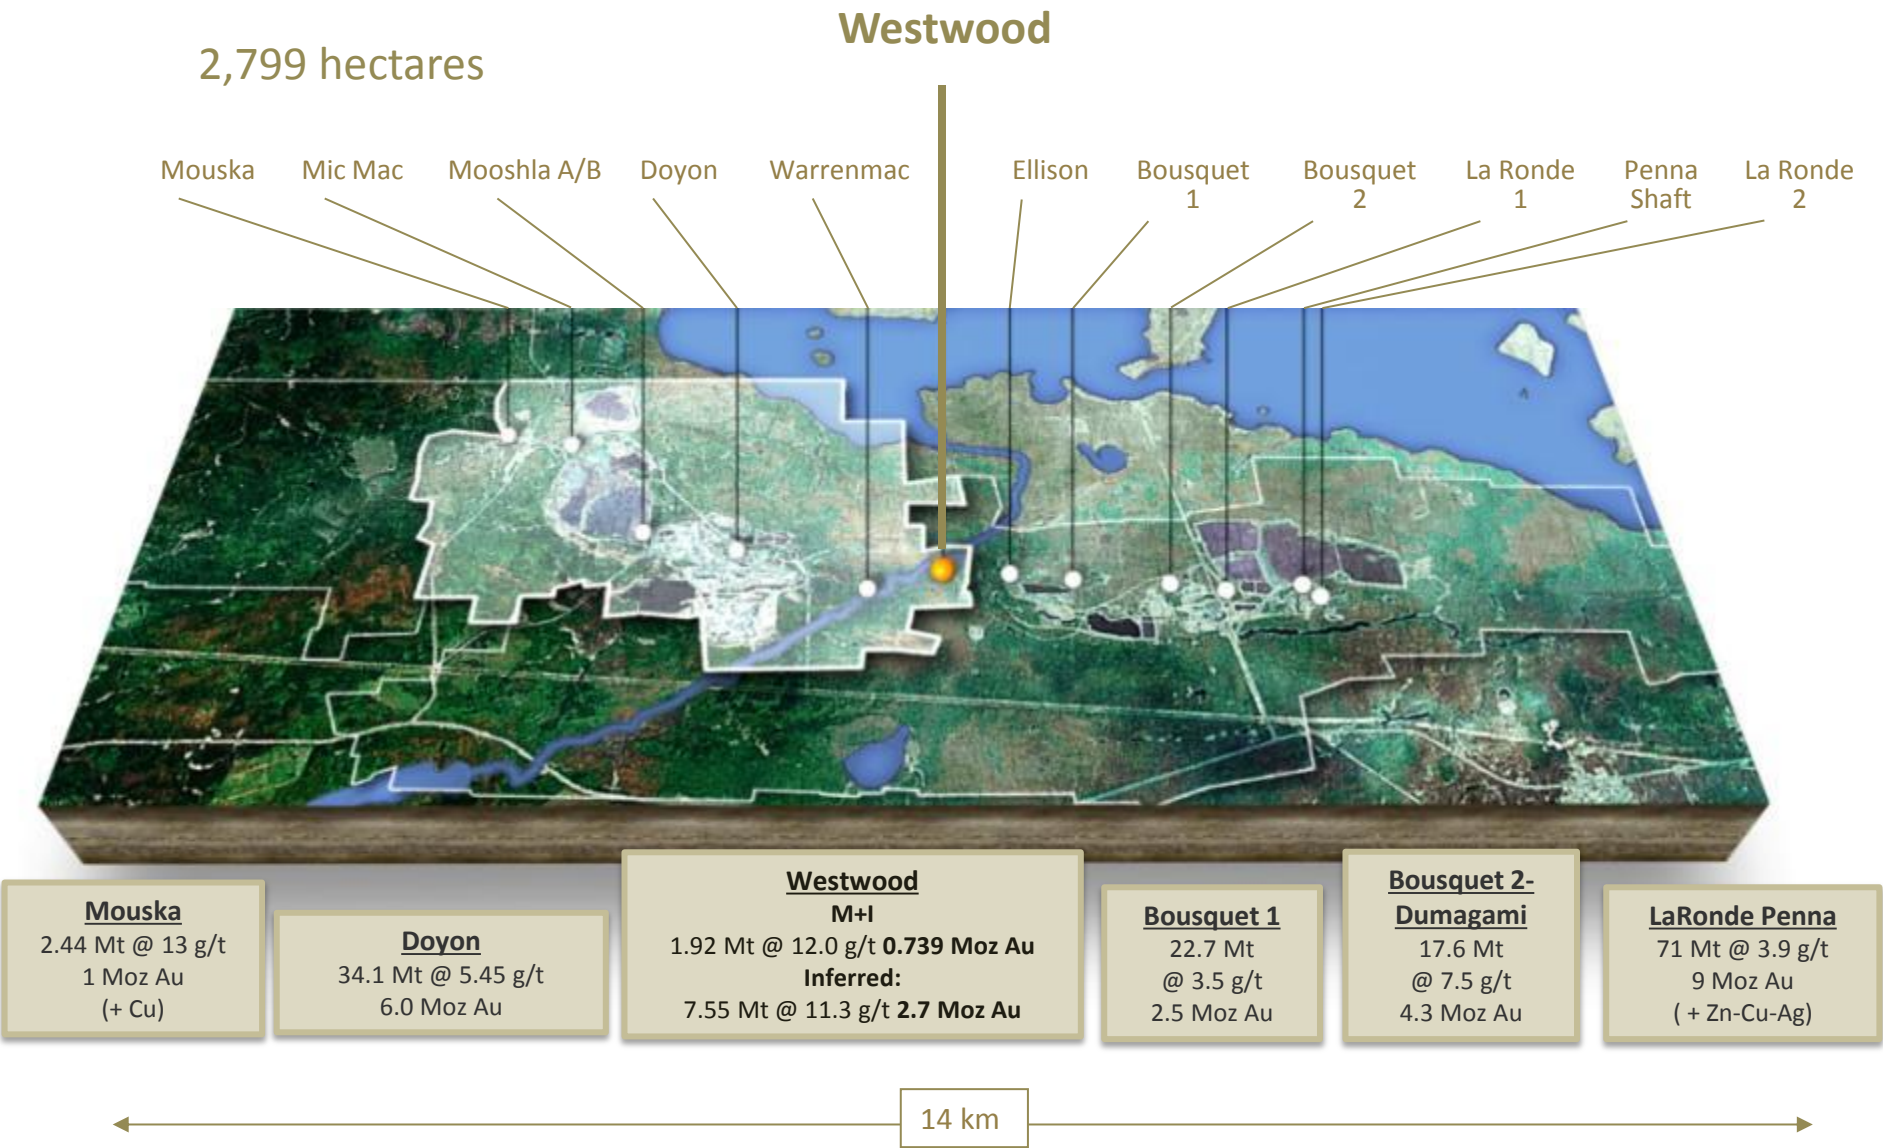 Westwood
2,799 hectares
Mouska
Mic Mac
Mooshla A/B
Doyon
Warrenmac
Ellison
Bousquet
1
Bousquet
2
La Ronde
1
Penna
Shaft
La Ronde
2
Mouska
2.44 Mt @ 13 g/t
1 Moz Au
(+ Cu)
Doyon
34.1 Mt @ 5.45 g/t
6.0 Moz Au
Westwood
M+I
1.92 Mt @ 12.0 g/t 0.739 Moz Au
Inferred:
7.55 Mt @ 11.3 g/t 2.7 Moz Au
Bousquet 1
22.7 Mt
@ 3.5 g/t
2.5 Moz Au
Bousquet 2-
Dumagami
17.6 Mt
@ 7.5 g/t
4.3 Moz Au
LaRonde Penna
71 Mt @ 3.9 g/t
9 Moz Au
( + Zn-Cu-Ag)
14 km